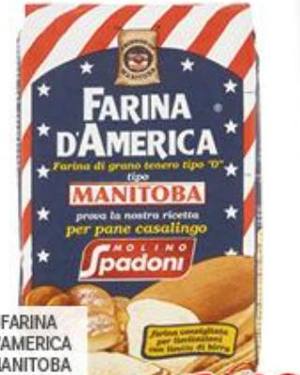 MANITOBA
FARINA
D'AMERICA
®
Farina di grano tenero tipo "0"
tipo
MANITOBA
prova la nostra ricetta
per pane casalingo
MOLINO
Spadoni
farina consigliata
per lievitazioni
con lievito di birra
FARINA
'AMERICA
MANITOBA